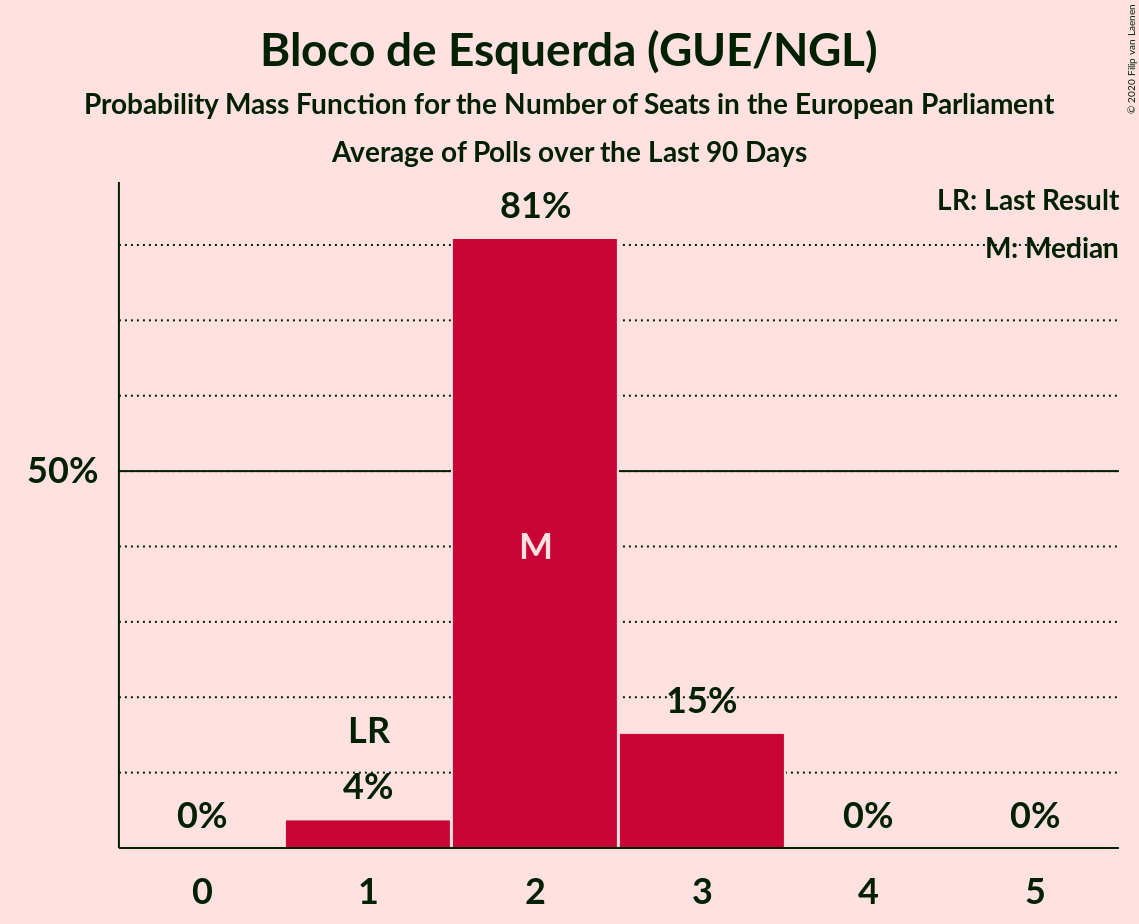 Bloco de Esquerda (GUE/NGL)
Probability Mass Function for the Number of Seats in the European Parliament
Average of Polls over the Last 90 Days
© 2020 Filip van Laenen
LR: Last Result
M: Median
81%
50%
M
15%
LR
4%
0%
0%
0%
0 1 2 3 4 5